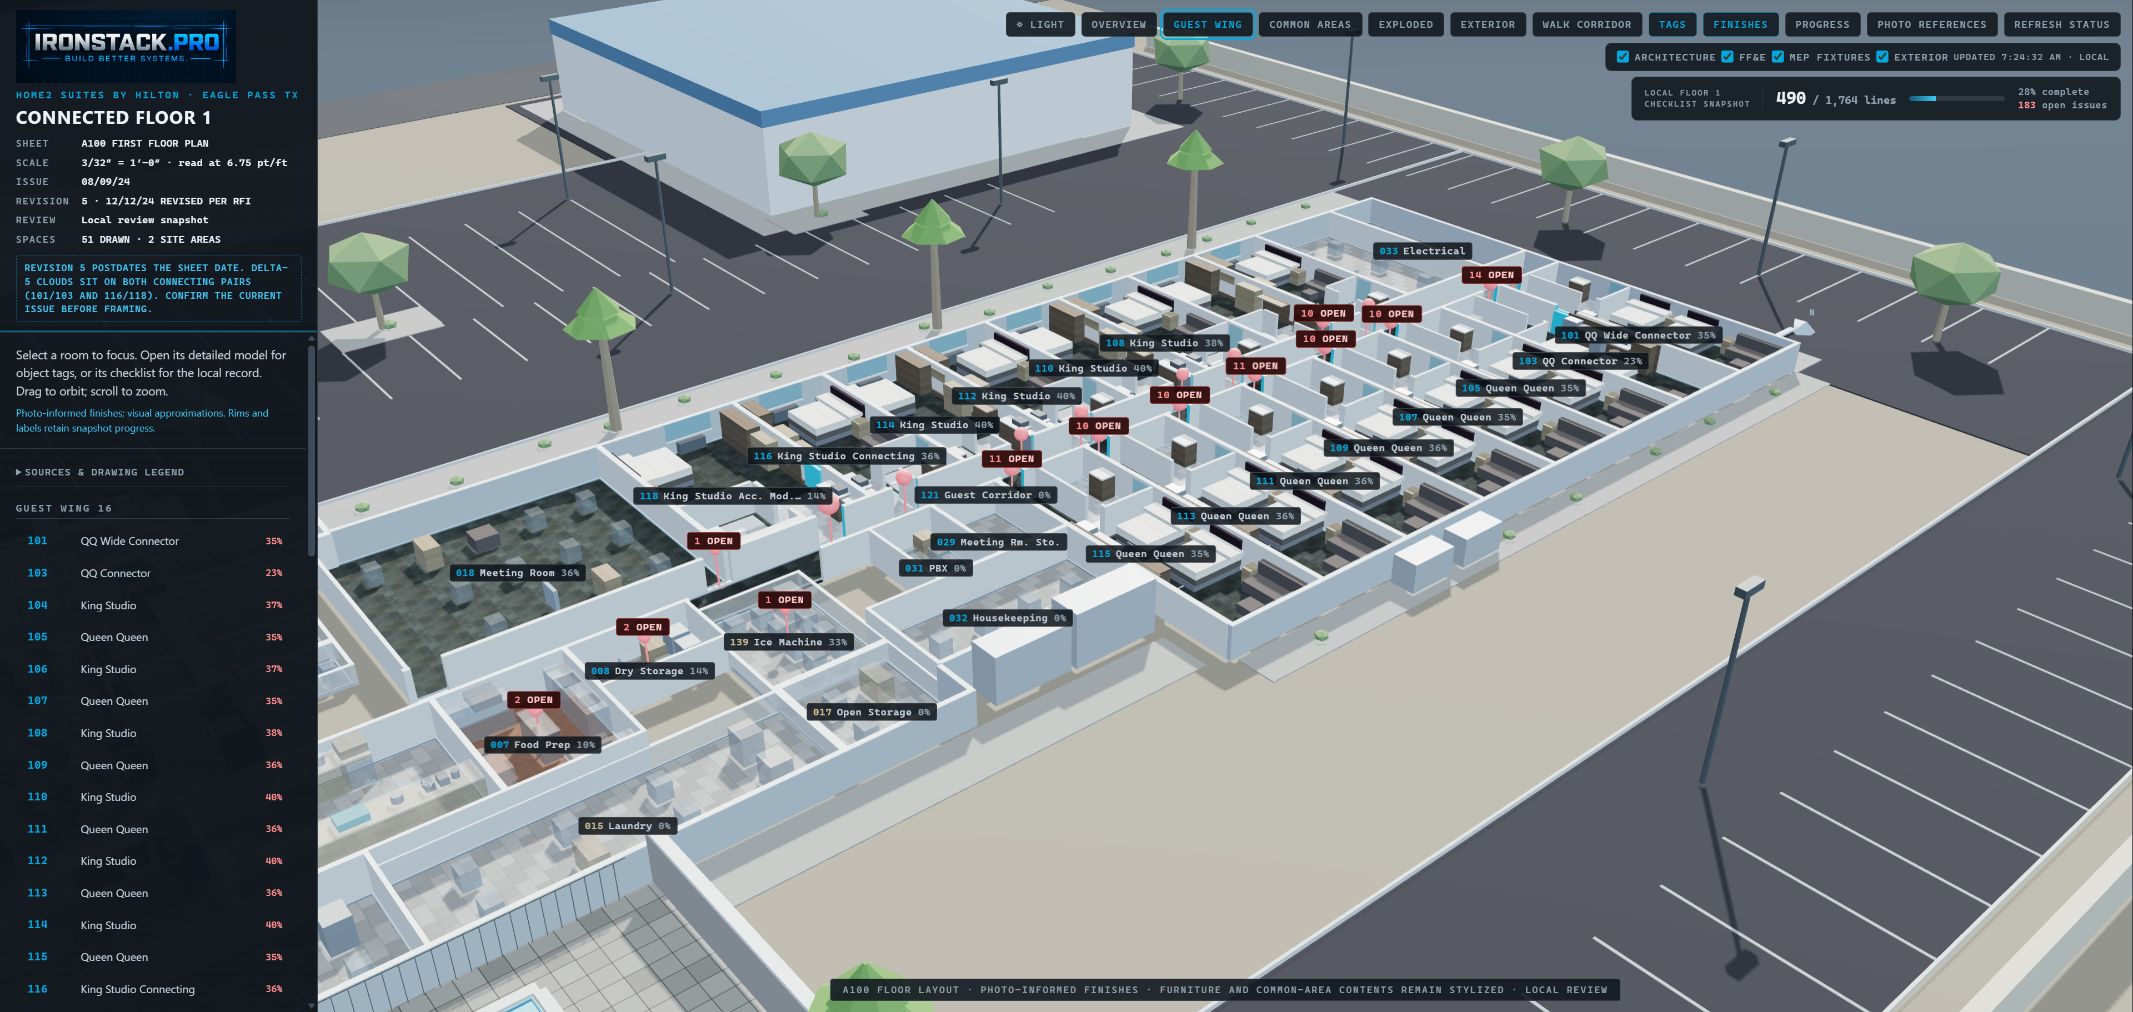 IRONSTACK.PRO
BUILD BETTER SYSTEMS.
HOME2 SUITES BY HILTON · EAGLE PASS TX
CONNECTED FLOOR 1
SHEET A100 FIRST FLOOR PLAN
SCALE 3/32″ = 1′-0″ · read at 6.75 pt/ft
ISSUE 08/09/24
REVISION 5 · 12/12/24 REVISED PER RFI
REVIEW Local review snapshot
SPACES 51 DRAWN · 2 SITE AREAS
REVISION 5 POSTDATES THE SHEET DATE. DELTA-
5 CLOUDS SIT ON BOTH CONNECTING PAIRS
(101/103 AND 116/118). CONFIRM THE CURRENT
ISSUE BEFORE FRAMING.
Select a room to focus. Open its detailed model for
object tags, or its checklist for the local record.
Drag to orbit; scroll to zoom.
Photo-informed finishes; visual approximations. Rims and
labels retain snapshot progress.
SOURCES & DRAWING LEGEND
GUEST WING 16
101 QQ Wide Connector 35%
103 QQ Connector 23%
104 King Studio 37%
105 Queen Queen 35%
106 King Studio 37%
107 Queen Queen 35%
108 King Studio 38%
109 Queen Queen 36%
110 King Studio 40%
111 Queen Queen 36%
112 King Studio 40%
113 Queen Queen 36%
114 King Studio 40%
115 Queen Queen 35%
116 King Studio Connecting 36%
☀ LIGHT
OVERVIEW
GUEST WING
COMMON AREAS
EXPLODED
EXTERIOR
WALK CORRIDOR
TAGS
FINISHES
PROGRESS
PHOTO REFERENCES
REFRESH STATUS
ARCHITECTURE FF&E MEP FIXTURES EXTERIOR UPDATED 7:24:32 AM · LOCAL
LOCAL FLOOR 1
CHECKLIST SNAPSHOT
490 / 1,764 lines
28% complete
183 open issues
033 Electrical
14 OPEN
10 OPEN
10 OPEN
N
101 QQ Wide Connector 35%
10 OPEN
108 King Studio 38%
103 QQ Connector 23%
11 OPEN
110 King Studio 40%
105 Queen Queen 35%
10 OPEN
112 King Studio 40%
107 Queen Queen 35%
114 King Studio 40%
10 OPEN
109 Queen Queen 36%
116 King Studio Connecting 36%
11 OPEN
111 Queen Queen 36%
118 King Studio Acc. Mod.… 14%
121 Guest Corridor 0%
113 Queen Queen 36%
1 OPEN
029 Meeting Rm. Sto.
115 Queen Queen 35%
018 Meeting Room 36%
031 PBX 0%
1 OPEN
032 Housekeeping 0%
2 OPEN
139 Ice Machine 33%
008 Dry Storage 14%
2 OPEN
017 Open Storage 0%
007 Food Prep 10%
015 Laundry 0%
A100 FLOOR LAYOUT · PHOTO-INFORMED FINISHES · FURNITURE AND COMMON-AREA CONTENTS REMAIN STYLIZED · LOCAL REVIEW